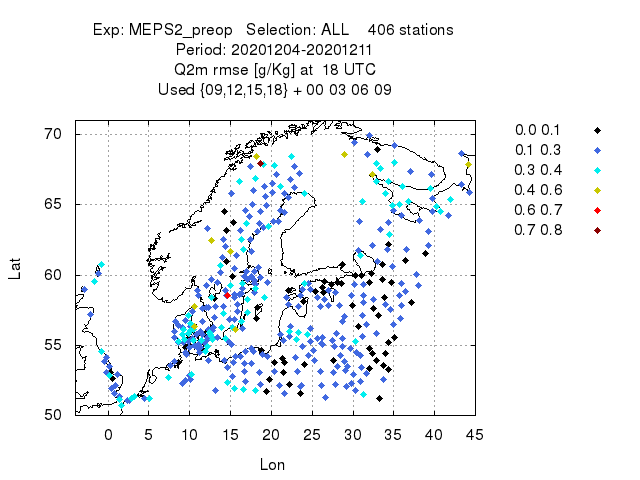 Exp: MEPS2_preop Selection: ALL 406 stations
Period: 20201204-20201211
Q2m rmse [g/Kg] at 18 UTC
Used {09,12,15,18} + 00 03 06 09
70
65
60
55
50
0 5 10 15 20 25 30 35 40 45
Lat
Lon
0.0 0.1
0.1 0.3
0.3 0.4
0.4 0.6
0.6 0.7
0.7 0.8